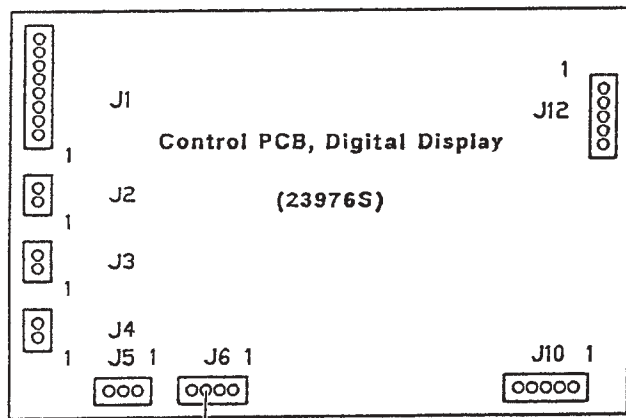 1
J1
J12
Control PCB, Digital Display
1
J2
(23976S)
1
J3
1
J4
1
J5 1
J6 1
J10 1